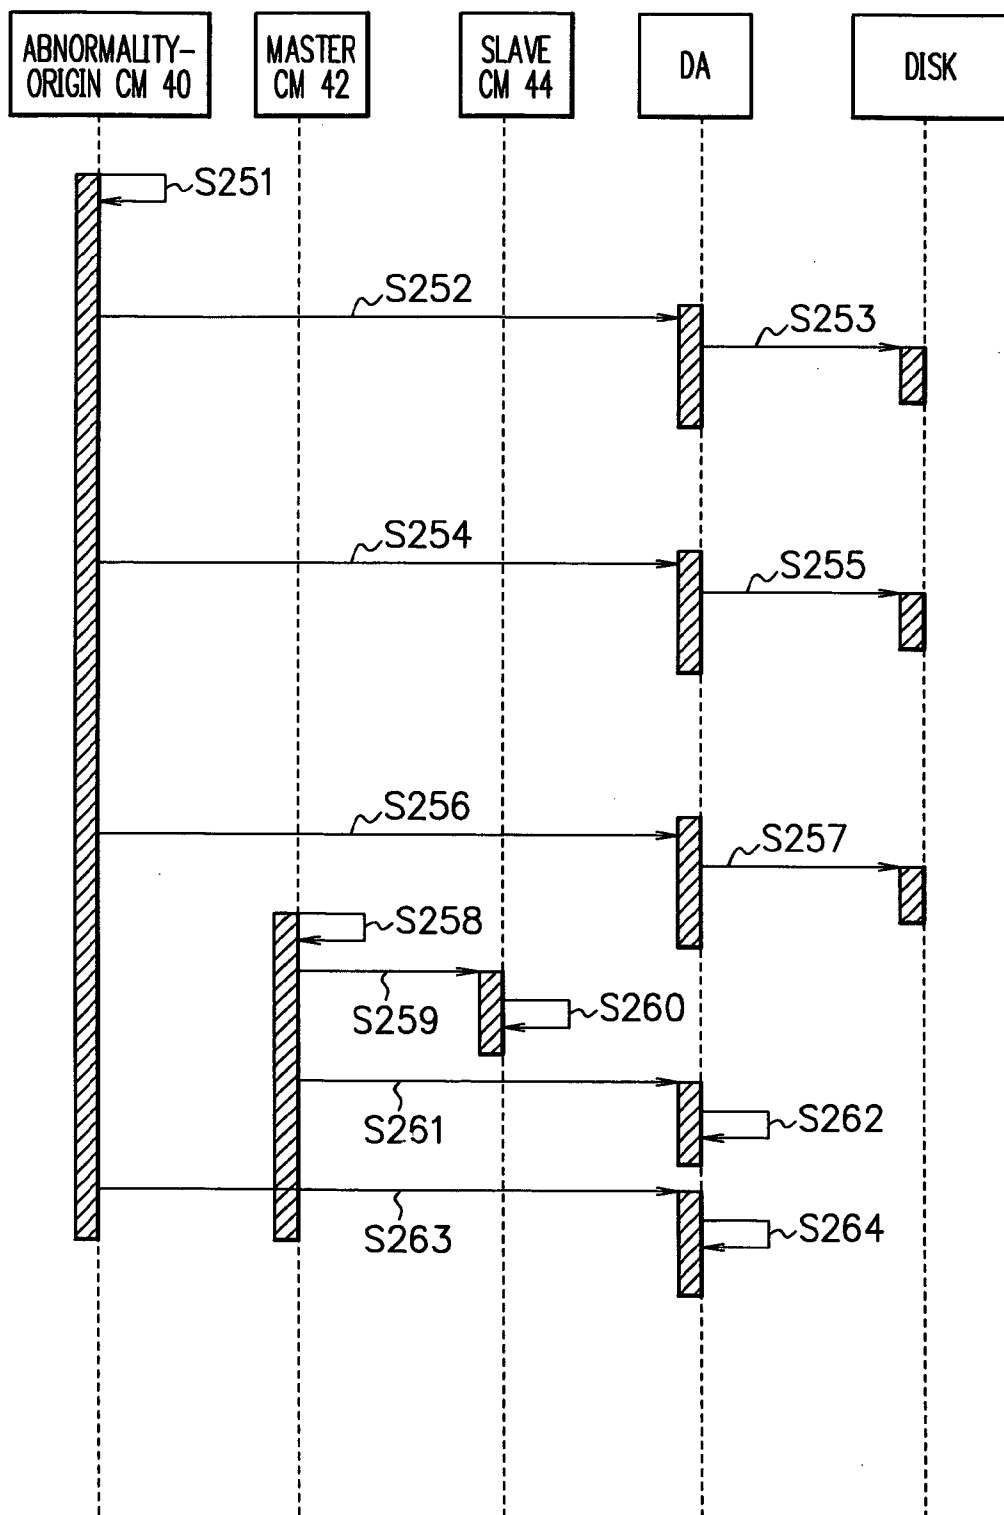 ABNORMALITY-
ORIGIN CM 40
MASTER
CM 42
SLAVE
CM 44
DA
DISK
S251
S252
S253
S254
S255
S256
S257
S258
S259
S260
S261
S262
S263
S264